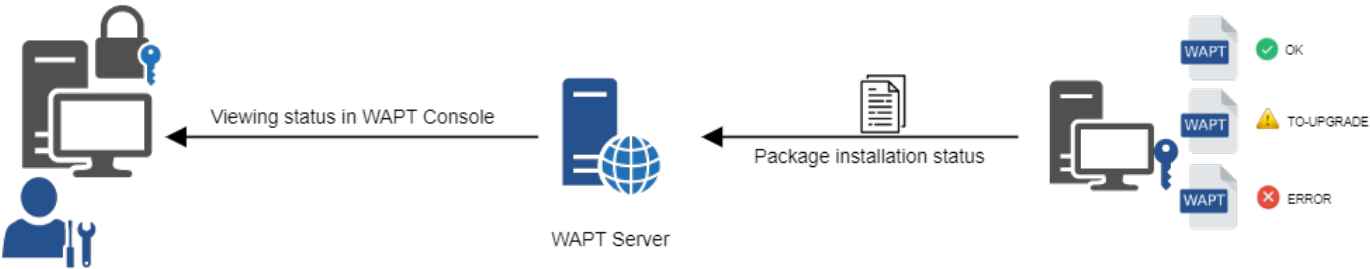 Viewing status in WAPT Console
WAPT Server
Package installation status
WAPT
OK
WAPT
TO-UPGRADE
WAPT
ERROR